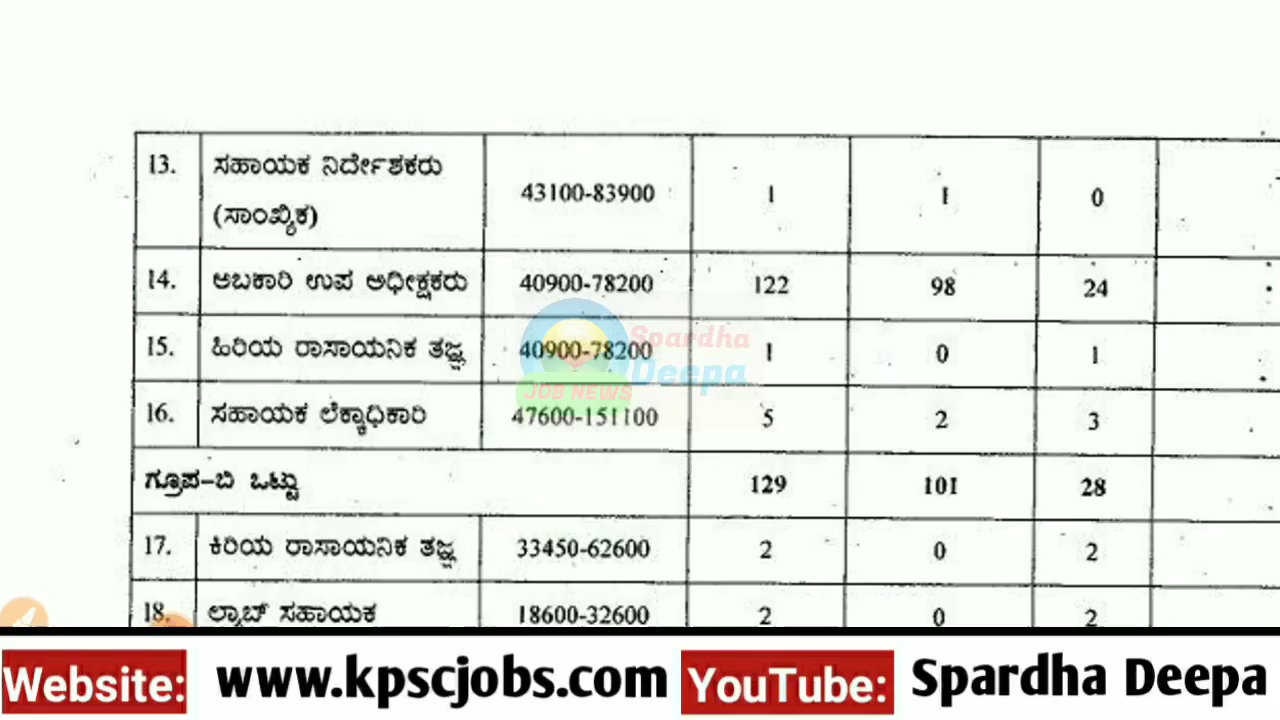 13. ಸಹಾಯಕ ನಿರ್ದೇಶಕರು (ಸಾಂಖ್ಯಿಕ) 43100-83900 1 1 0
14. ಅಬಕಾರಿ ಉಪ ಅಧೀಕ್ಷಕರು 40900-78200 122 98 24
15. ಹಿರಿಯ ರಾಸಾಯನಿಕ ತಜ್ಞ 40900-78200 1 0 1
Spardha
Deepa
JOB NEWS
16. ಸಹಾಯಕ ಲೆಕ್ಕಾಧಿಕಾರಿ 47600-151100 5 2 3
ಗ್ರೂಪ-ಬಿ ಒಟ್ಟು 129 101 28
17. ಕಿರಿಯ ರಾಸಾಯನಿಕ ತಜ್ಞ 33450-62600 2 0 2
18. ಲ್ಯಾಬ್ ಸಹಾಯಕ 18600-32600 2 0 2
Website: www.kpscjobs.com YouTube: Spardha Deepa